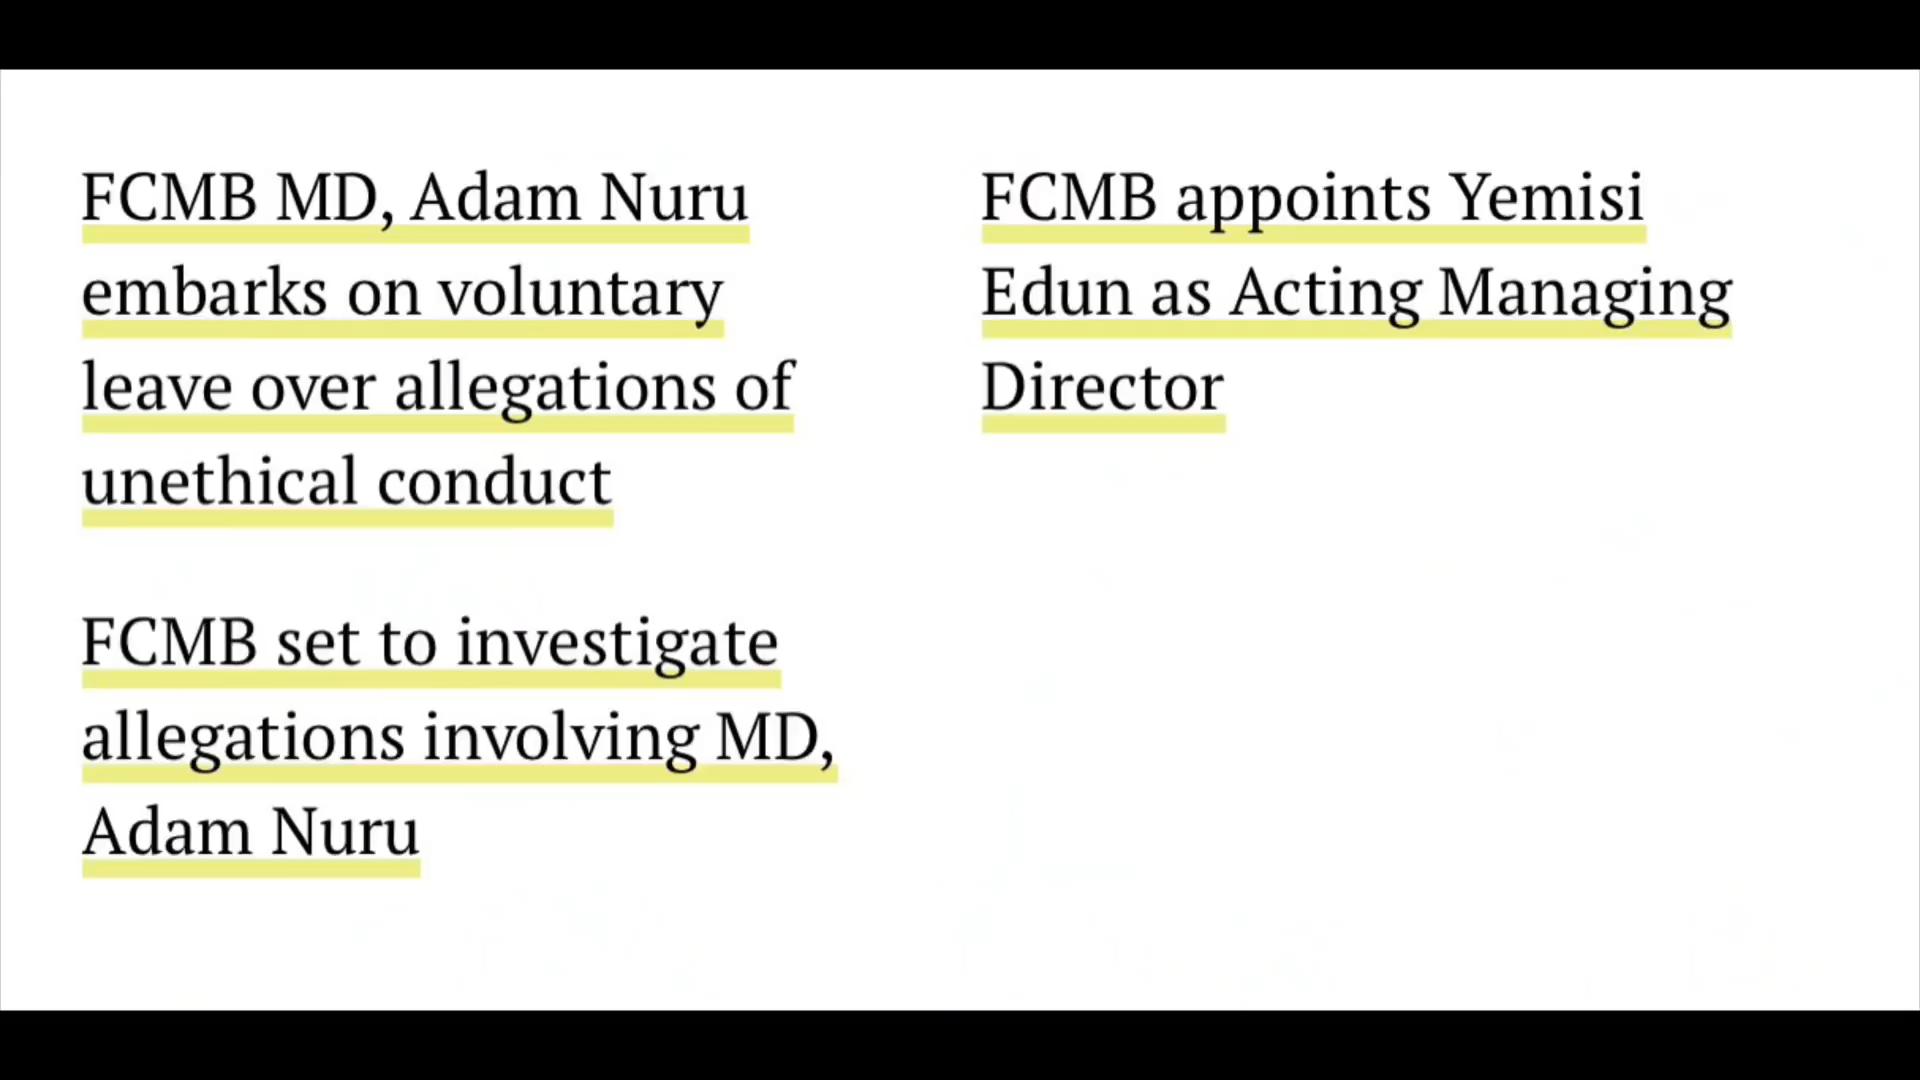 FCMB MD, Adam Nuru
embarks on voluntary
leave over allegations of
unethical conduct
FCMB set to investigate
allegations involving MD,
Adam Nuru
FCMB appoints Yemisi
Edun as Acting Managing
Director